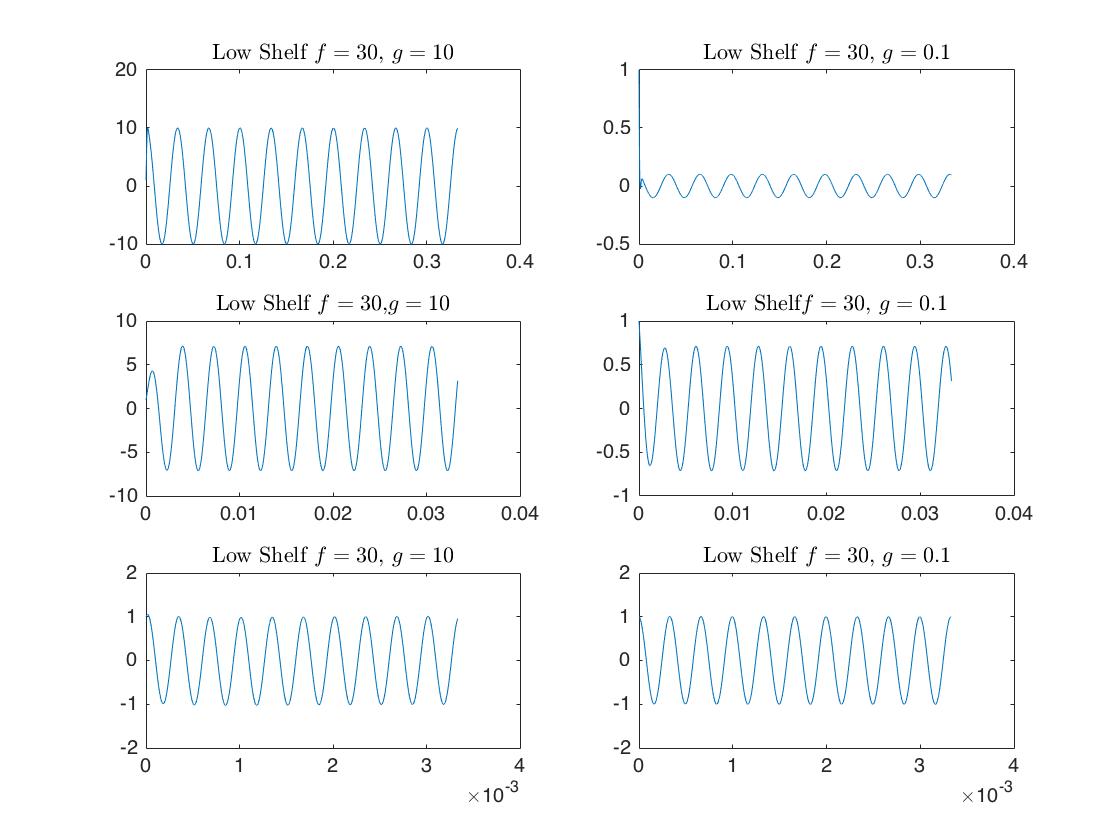 Low Shelf f = 30, g = 10
20
10
0
-10
0 0.1 0.2 0.3 0.4
Low Shelf f = 30, g = 0.1
1
0.5
0
-0.5
0 0.1 0.2 0.3 0.4
Low Shelf f = 30,g = 10
10
5
0
-5
-10
0 0.01 0.02 0.03 0.04
Low Shelff = 30, g = 0.1
1
0.5
0
-0.5
-1
0 0.01 0.02 0.03 0.04
Low Shelf f = 30, g = 10
2
1
0
-1
-2
0 1 2 3 4
×10-3
Low Shelf f = 30, g = 0.1
2
1
0
-1
-2
0 1 2 3 4
×10-3